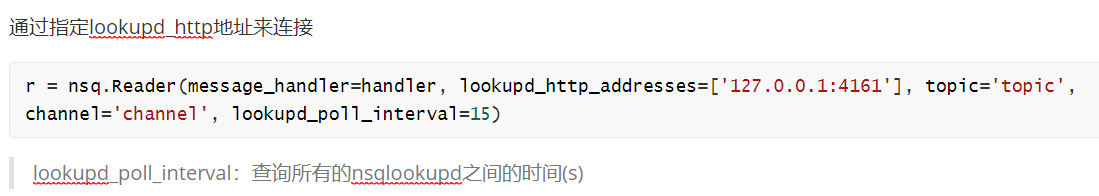 通过指定lookupd_http地址来连接
r = nsq.Reader(message_handler=handler, lookupd_http_addresses=['127.0.0.1:4161'], topic='topic',
channel='channel', lookupd_poll_interval=15)
lookupd_poll_interval：查询所有的nsqlookupd之间的时间(s)